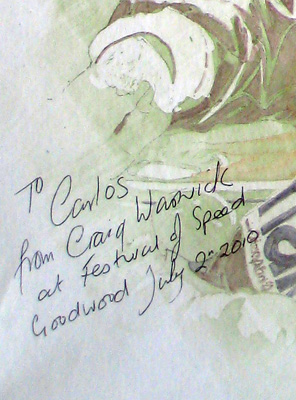 To Carlos
from Craig Warwick
at Festival of Speed
Goodwood July 2nd 2010